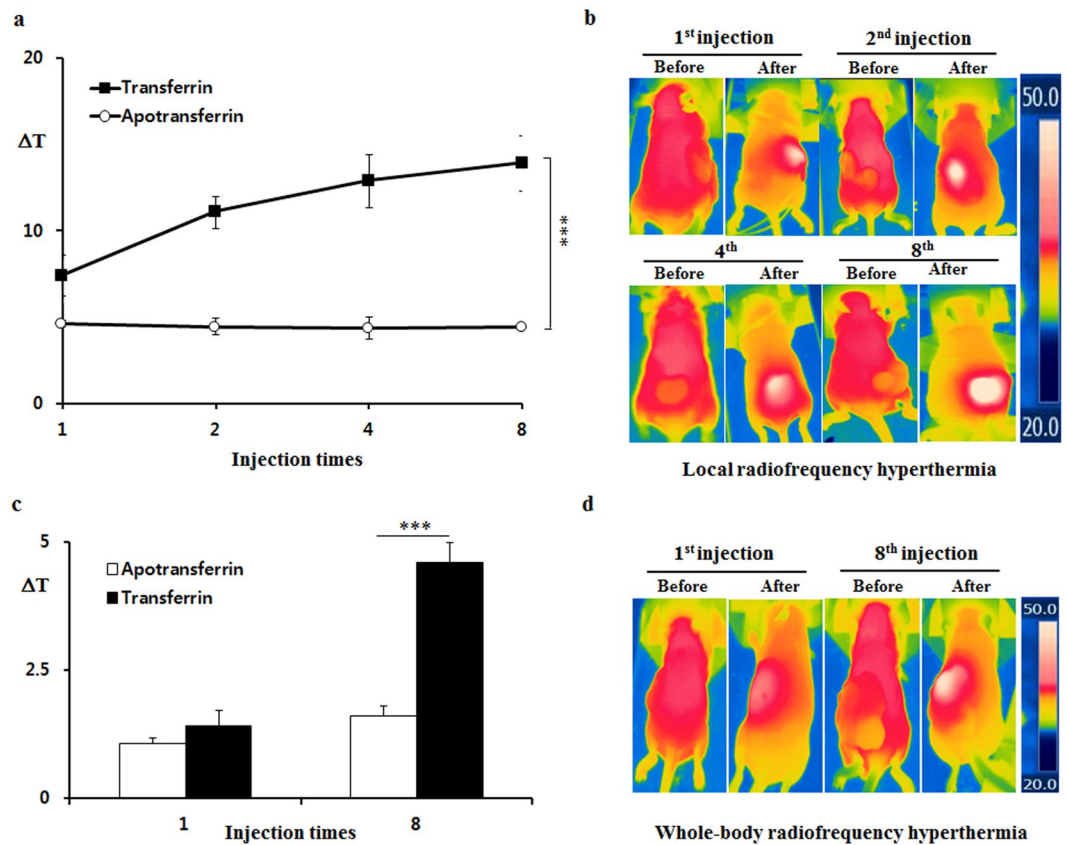 a
20
Transferrin
Apotransferrin
ΔT
10
***
0
1 2 4 8
Injection times
b
1st injection 2nd injection
Before After Before After
50.0
4th 8th
Before After Before After
20.0
Local radiofrequency hyperthermia
c
5
***
Apotransferrin
ΔT
Transferrin
2.5
0
1 8
Injection times
d
1st injection 8th injection
Before After Before After
50.0
20.0
Whole-body radiofrequency hyperthermia